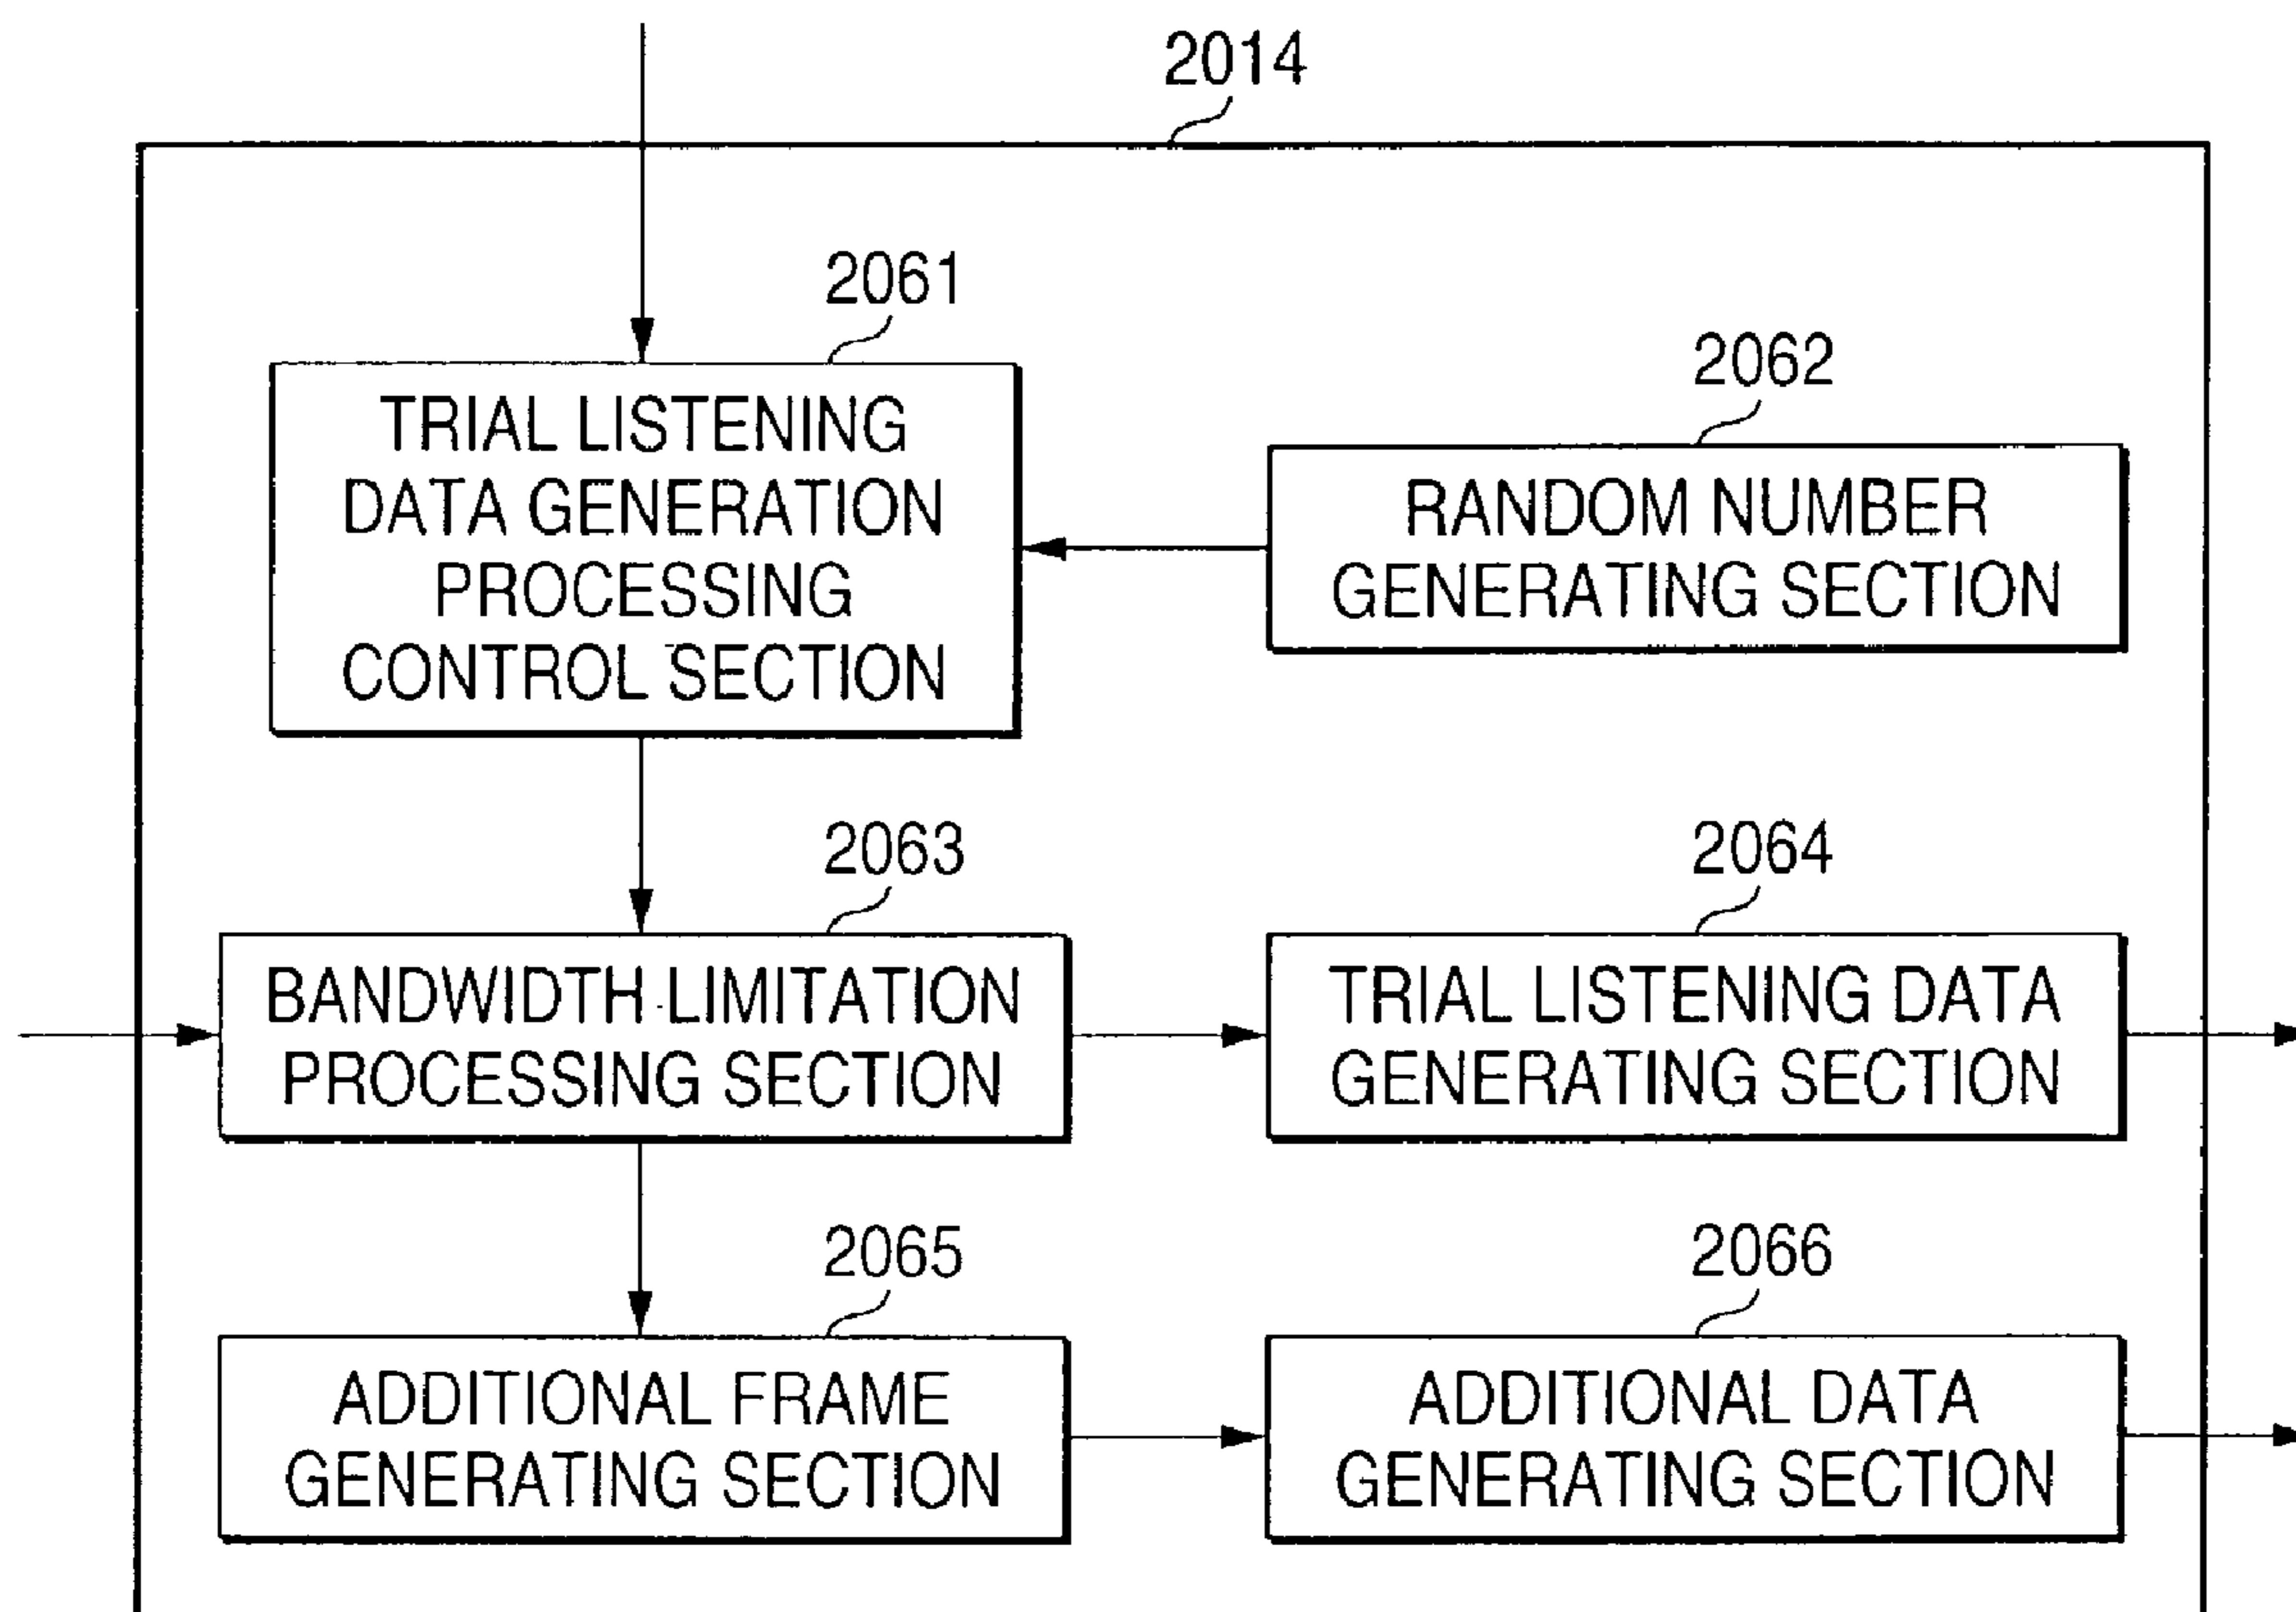 2014
2061
TRIAL LISTENING
DATA GENERATION
PROCESSING
CONTROL SECTION
2062
RANDOM NUMBER
GENERATING SECTION
2063
BANDWIDTH LIMITATION
PROCESSING SECTION
2064
TRIAL LISTENING DATA
GENERATING SECTION
2065
ADDITIONAL FRAME
GENERATING SECTION
2066
ADDITIONAL DATA
GENERATING SECTION